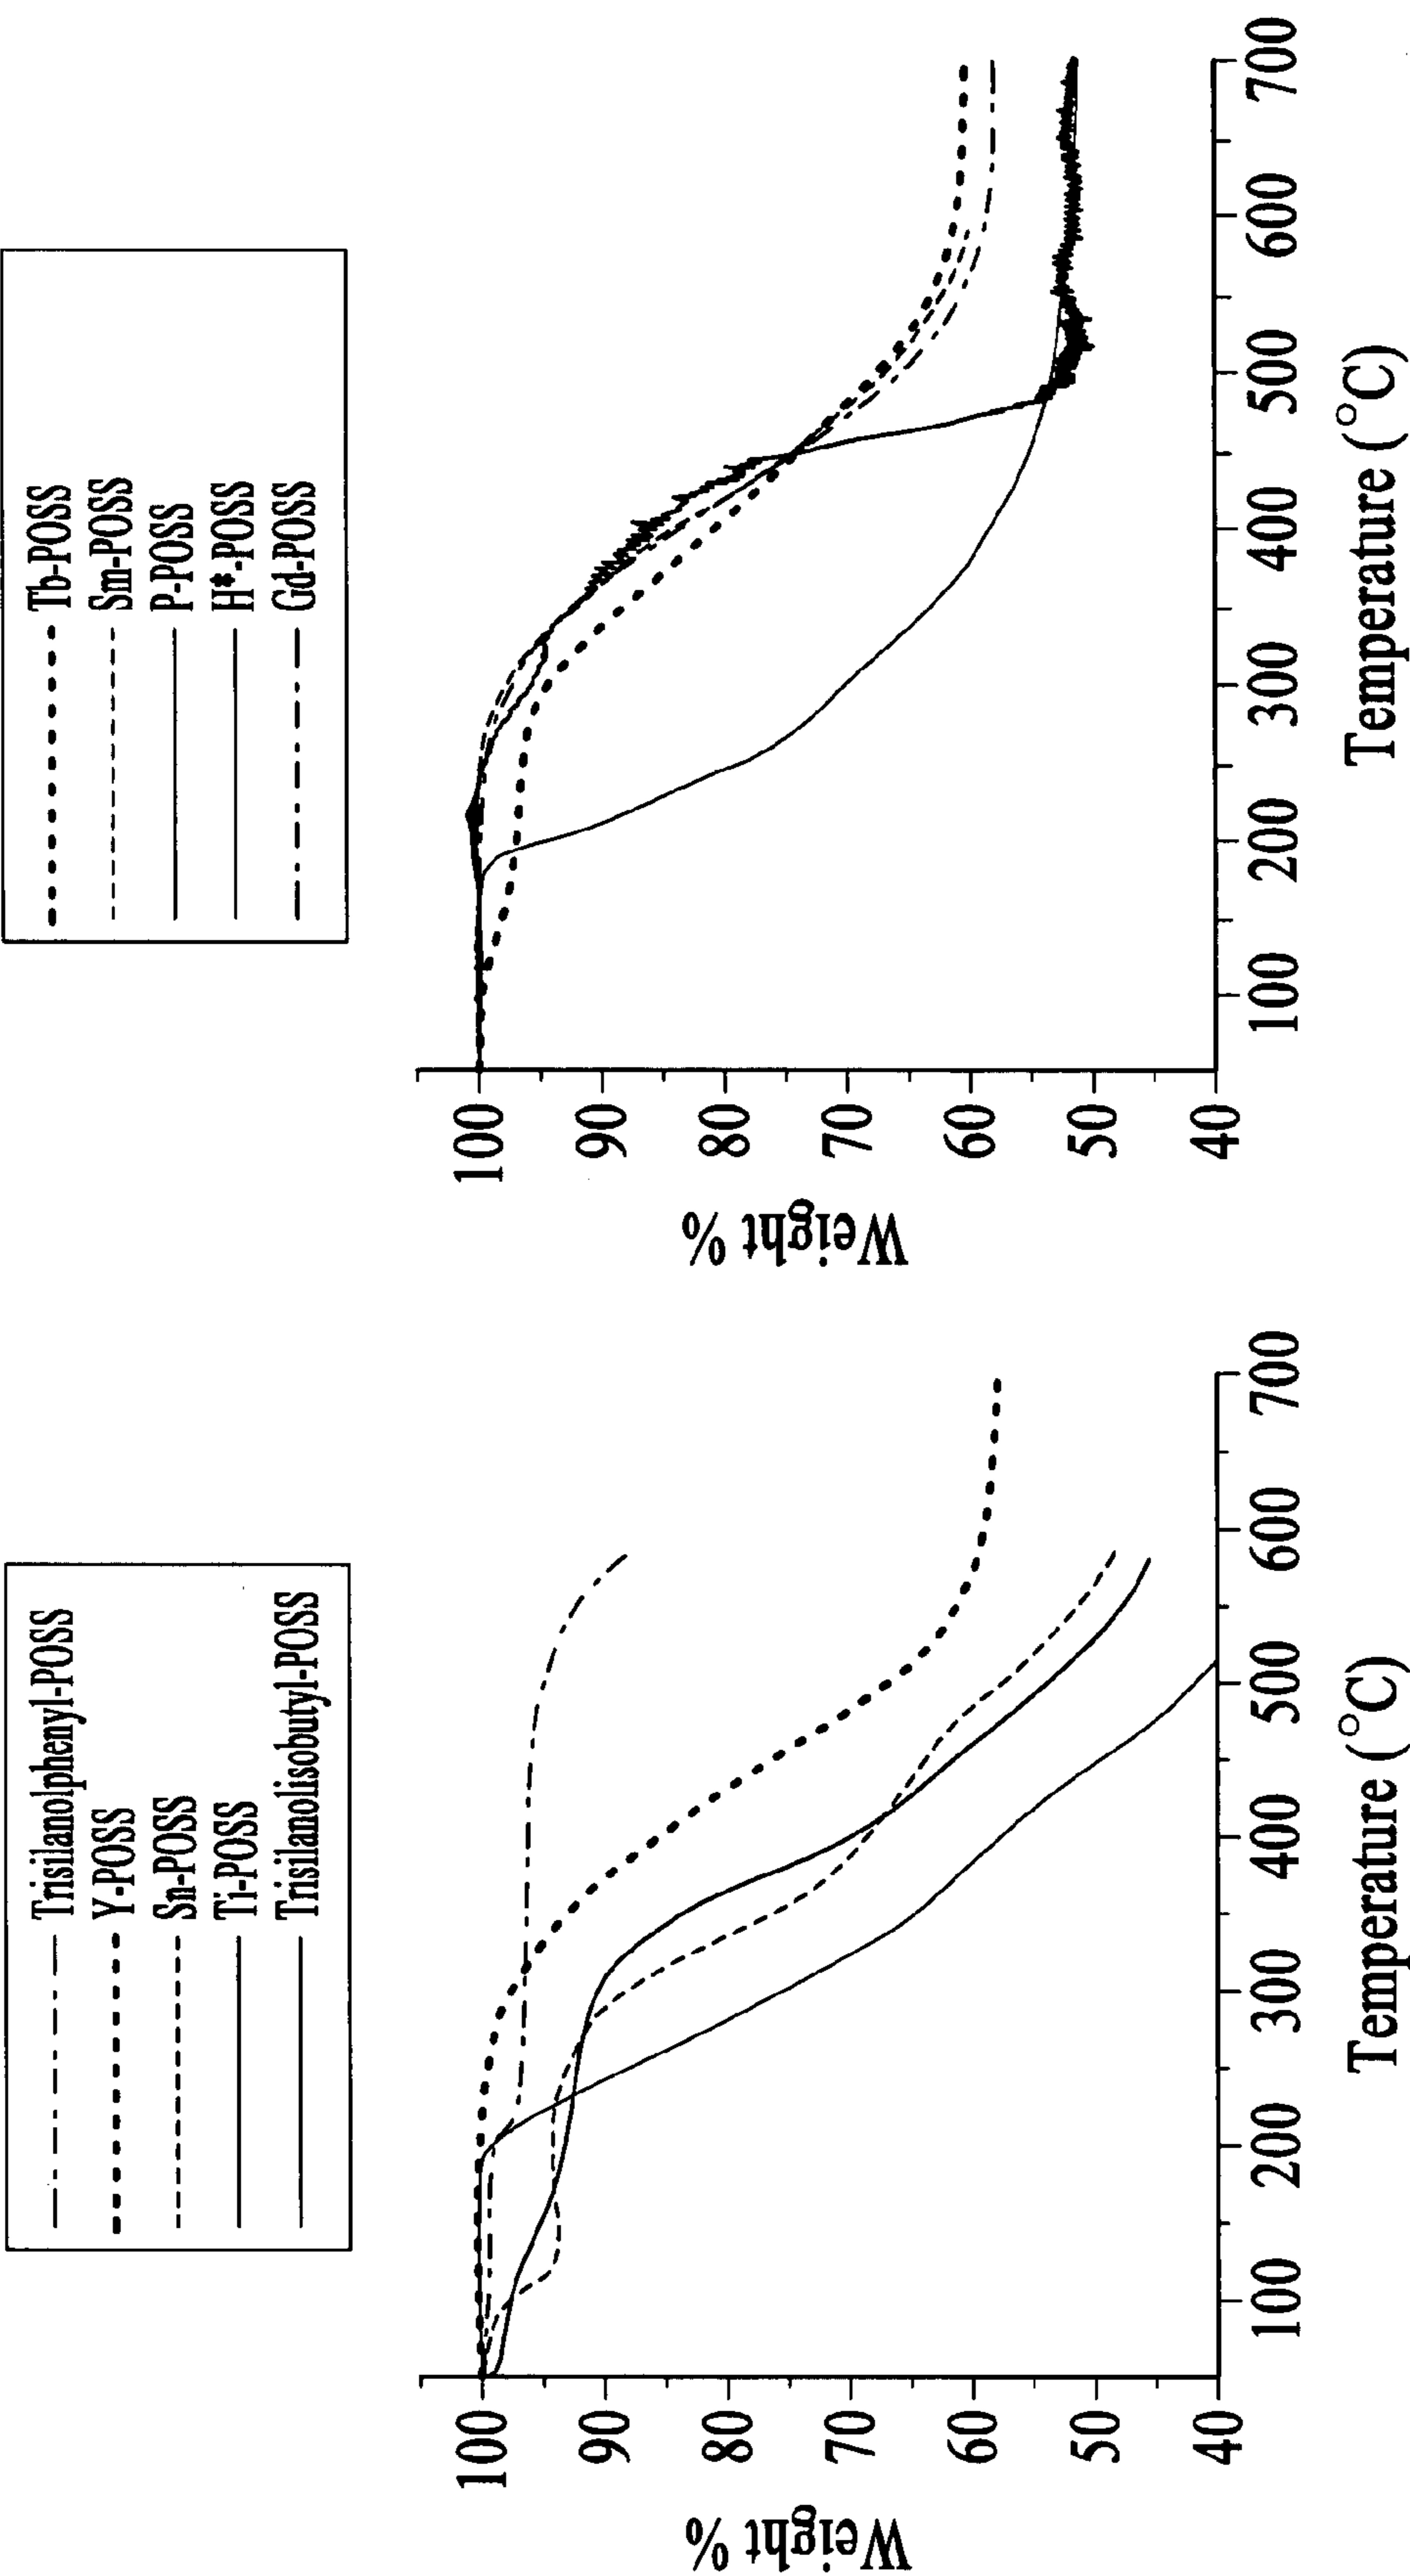 Trisilanolphenyl-POSS
Y-POSS
Sn-POSS
Ti-POSS
Trisilanolisobutyl-POSS
Weight %
100
90
80
70
60
50
40
100
200
300
400
500
600
700
Temperature (°C)
Tb-POSS
Sm-POSS
P-POSS
H*-POSS
Gd-POSS
Weight %
100
90
80
70
60
50
40
100
200
300
400
500
600
700
Temperature (°C)